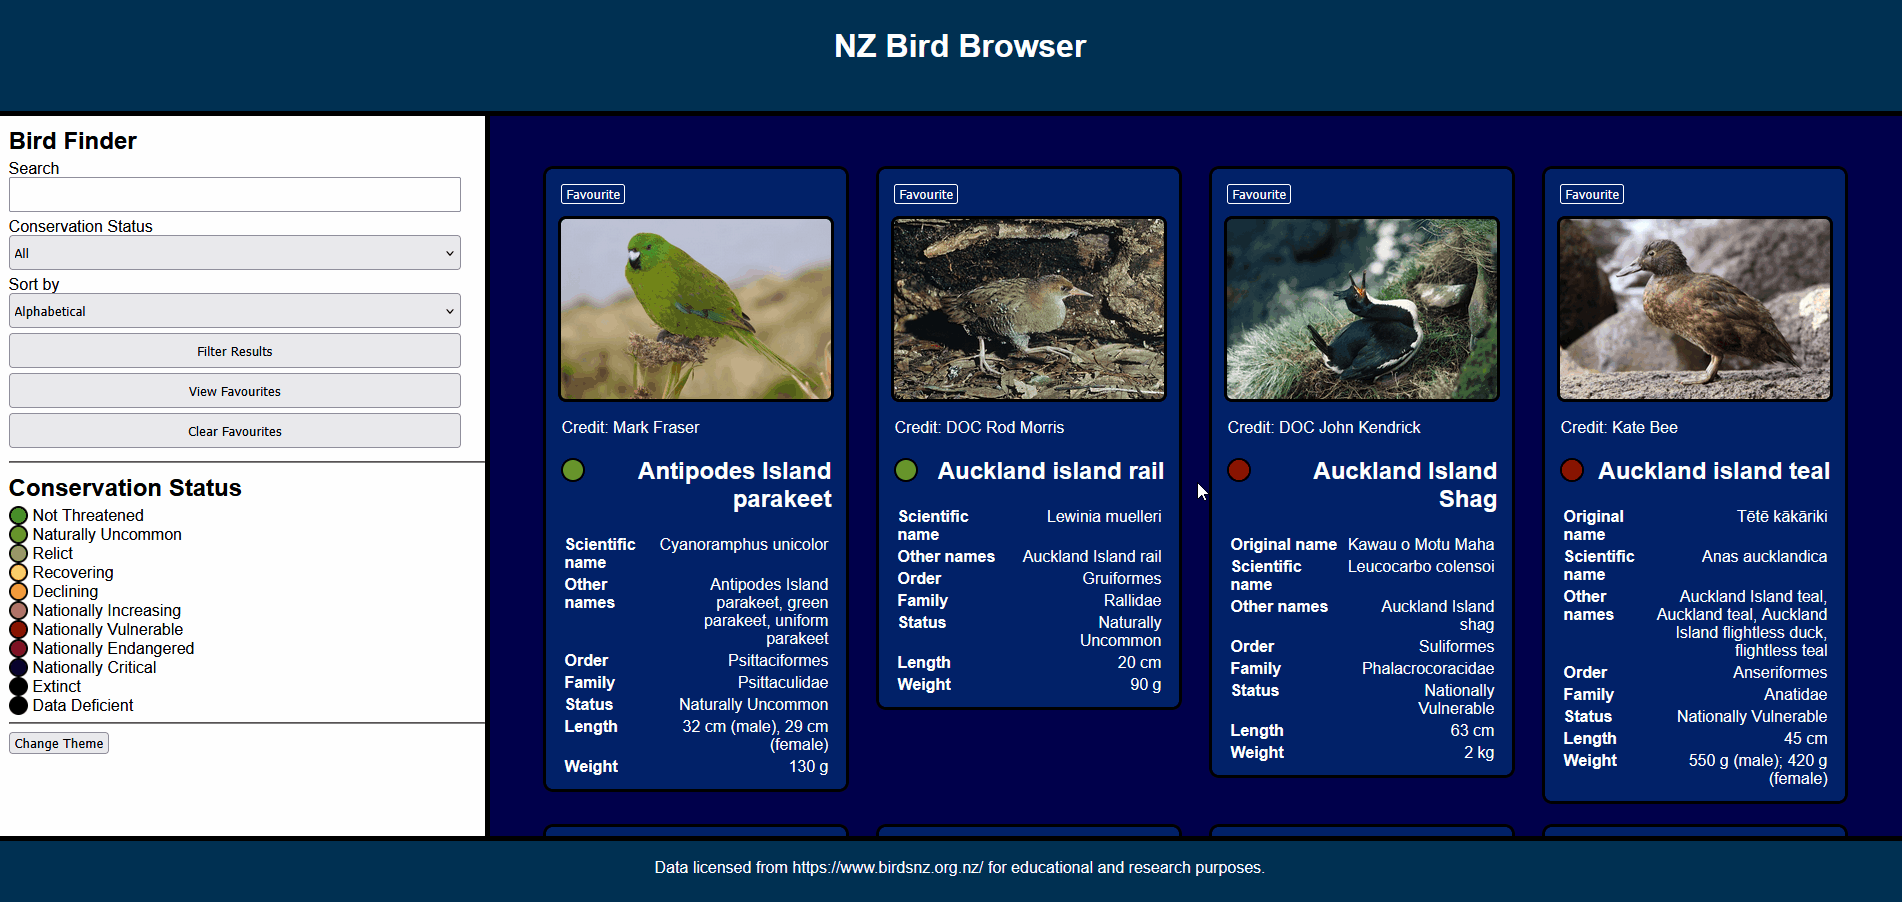 NZ Bird Browser
Bird Finder
Search
Conservation Status
All
Sort by
Alphabetical
Filter Results
View Favourites
Clear Favourites
Conservation Status
Not Threatened
Naturally Uncommon
Relict
Recovering
Declining
Nationally Increasing
Nationally Vulnerable
Nationally Endangered
Nationally Critical
Extinct
Data Deficient
Change Theme
Favourite
Credit: Mark Fraser
Antipodes Island
parakeet
Scientific name Cyanoramphus unicolor
Other names Antipodes Island
parakeet, green
parakeet, uniform
parakeet
Order Psittaciformes
Family Psittaculidae
Status Naturally Uncommon
Length 32 cm (male), 29 cm
(female)
Weight 130 g
Favourite
Credit: DOC Rod Morris
Auckland island rail
Scientific name Lewinia muelleri
Other names Auckland Island rail
Order Gruiformes
Family Rallidae
Status Naturally
Uncommon
Length 20 cm
Weight 90 g
Favourite
Credit: DOC John Kendrick
Auckland Island
Shag
Original name Kawau o Motu Maha
Scientific name Leucocarbo colensoi
Other names Auckland Island
shag
Order Suliformes
Family Phalacrocoracidae
Status Nationally
Vulnerable
Length 63 cm
Weight 2 kg
Favourite
Credit: Kate Bee
Auckland island teal
Original name Tētē kākāriki
Scientific name Anas aucklandica
Other names Auckland Island teal,
Auckland teal, Auckland
Island flightless duck,
flightless teal
Order Anseriformes
Family Anatidae
Status Nationally Vulnerable
Length 45 cm
Weight 550 g (male); 420 g
(female)
Data licensed from https://www.birdsnz.org.nz/ for educational and research purposes.